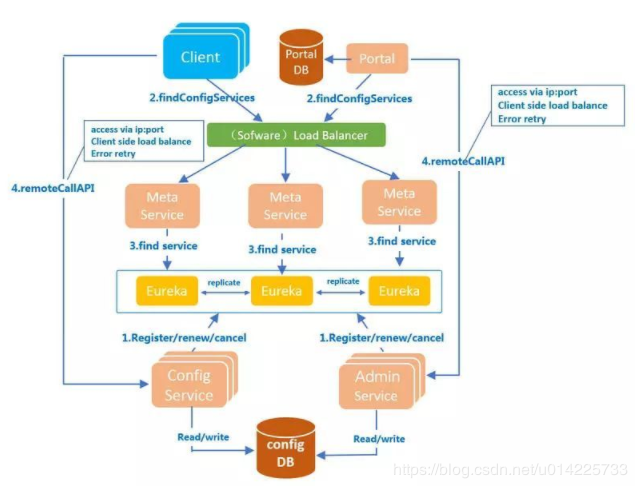 Client
Portal
DB
Portal
2.findConfigServices
2.findConfigServices
access via ip:port
Client side load balance
Error retry
access via ip:port
Client side load balance
Error retry
（Sofware）Load Balancer
4.remoteCallAPI
4.remoteCallAPI
Meta
Service
Meta
Service
Meta
Service
3.find service
3.find service
3.find service
Eureka
replicate
Eureka
replicate
Eureka
1.Register/renew/cancel
1.Register/renew/cancel
Config
Service
Admin
Service
Read/write
Read/write
config
DB
https://blog.csdn.net/u014225733